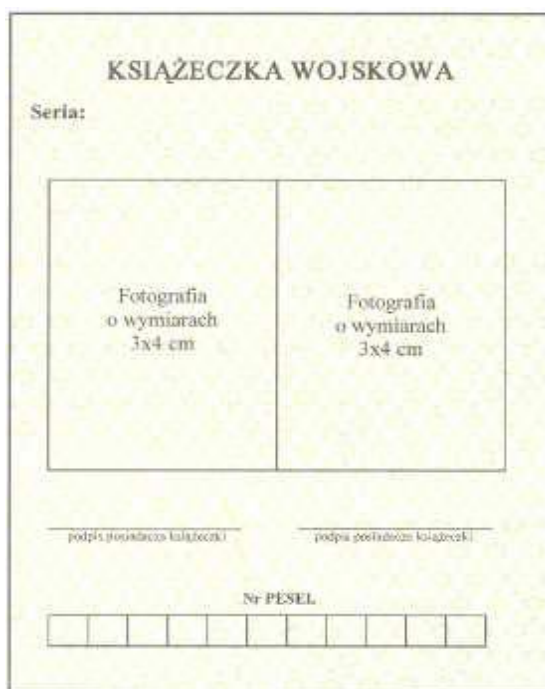 KSIĄŻECZKA WOJSKOWA
Seria:
Fotografia
o wymiarach
3x4 cm
Fotografia
o wymiarach
3x4 cm
podpis posiadacza książeczki
podpis posiadacza książeczki
Nr PESEL